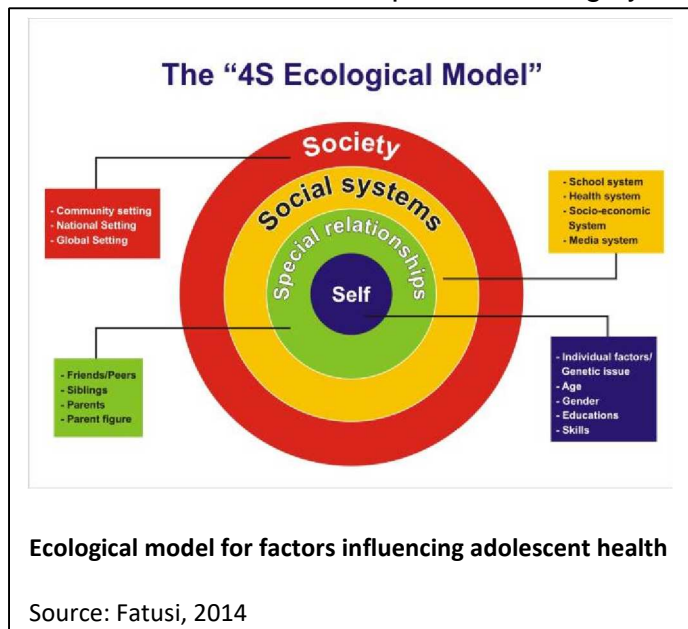 The "4S Ecological Model"
Society
Social systems
Special relationships
Self
- Community setting
- National Setting
- Global Setting
- School system
- Health system
- Socio-economic
System
- Media system
- Friends/Peers
- Siblings
- Parents
- Parent figure
- Individual factors/
Genetic issue
- Age
- Gender
- Educations
- Skills
Ecological model for factors influencing adolescent health
Source: Fatusi, 2014